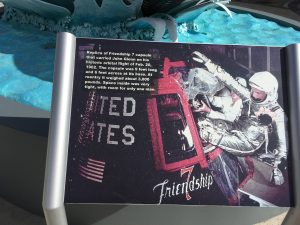 Replica of Friendship 7 capsule
that carried John Glenn on his
historic orbital flight of Feb. 20,
1962. The capsule was 9 feet long
and 6 feet across at its base. At
reentry it weighed about 3,000
pounds. Space inside was very
tight, with room for only one man.
TED
TES
Friendship
7